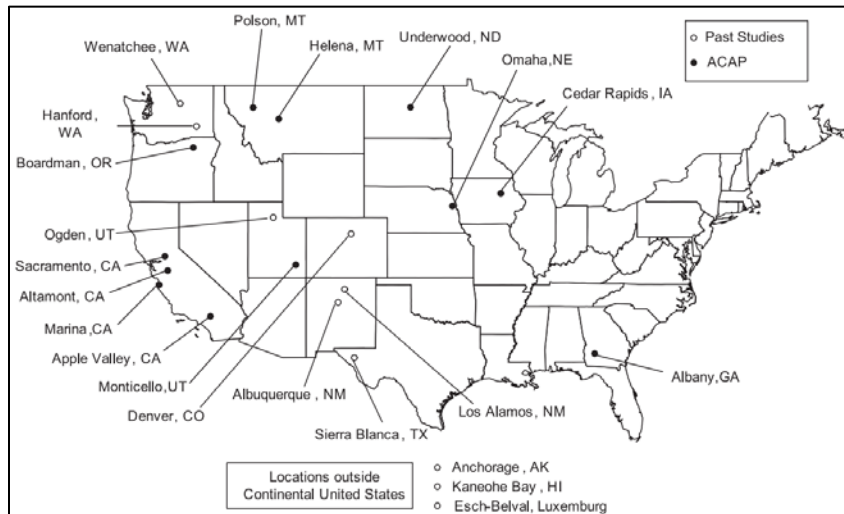 Polson, MT
Wenatchee, WA
Helena, MT
Underwood, ND
Omaha,NE
Past Studies
ACAP
Cedar Rapids, IA
Hanford,
WA
Boardman, OR
Ogden, UT
Sacramento, CA
Altamont, CA
Marina,CA
Apple Valley, CA
Monticello,UT
Denver, CO
Albuquerque , NM
Sierra Blanca , TX
Los Alamos, NM
Albany,GA
Locations outside
Continental United States
Anchorage , AK
Kaneohe Bay , HI
Esch-Belval, Luxemburg